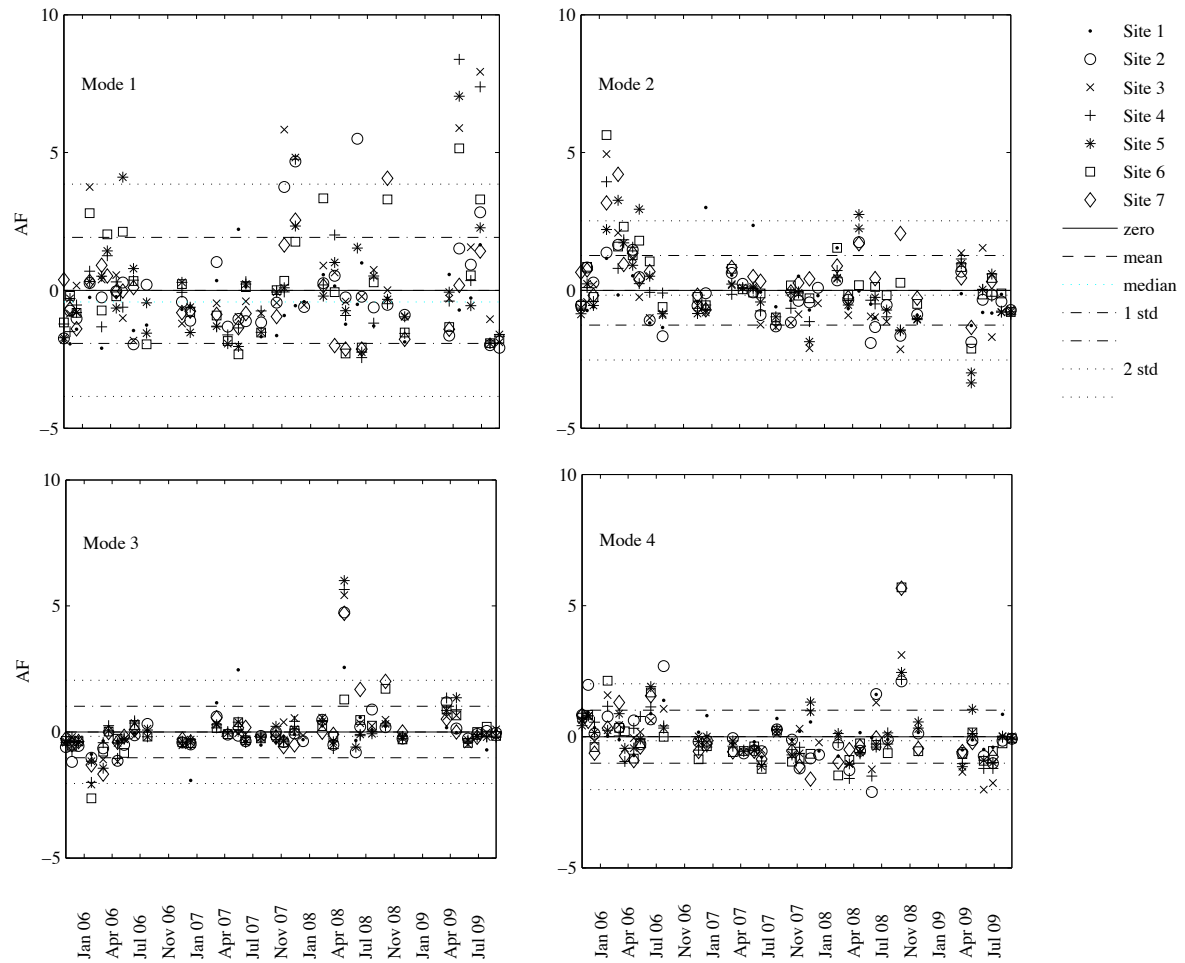 10
5
0
−5
AF
Mode 1
10
5
0
−5
Mode 2
Site 1
Site 2
Site 3
Site 4
Site 5
Site 6
Site 7
zero
mean
median
1 std
2 std
10
5
0
−5
AF
Mode 3
10
5
0
−5
Mode 4
Jan 06
Apr 06
Jul 06
Nov 06
Jan 07
Apr 07
Jul 07
Nov 07
Jan 08
Apr 08
Jul 08
Nov 08
Jan 09
Apr 09
Jul 09
Jan 06
Apr 06
Jul 06
Nov 06
Jan 07
Apr 07
Jul 07
Nov 07
Jan 08
Apr 08
Jul 08
Nov 08
Jan 09
Apr 09
Jul 09